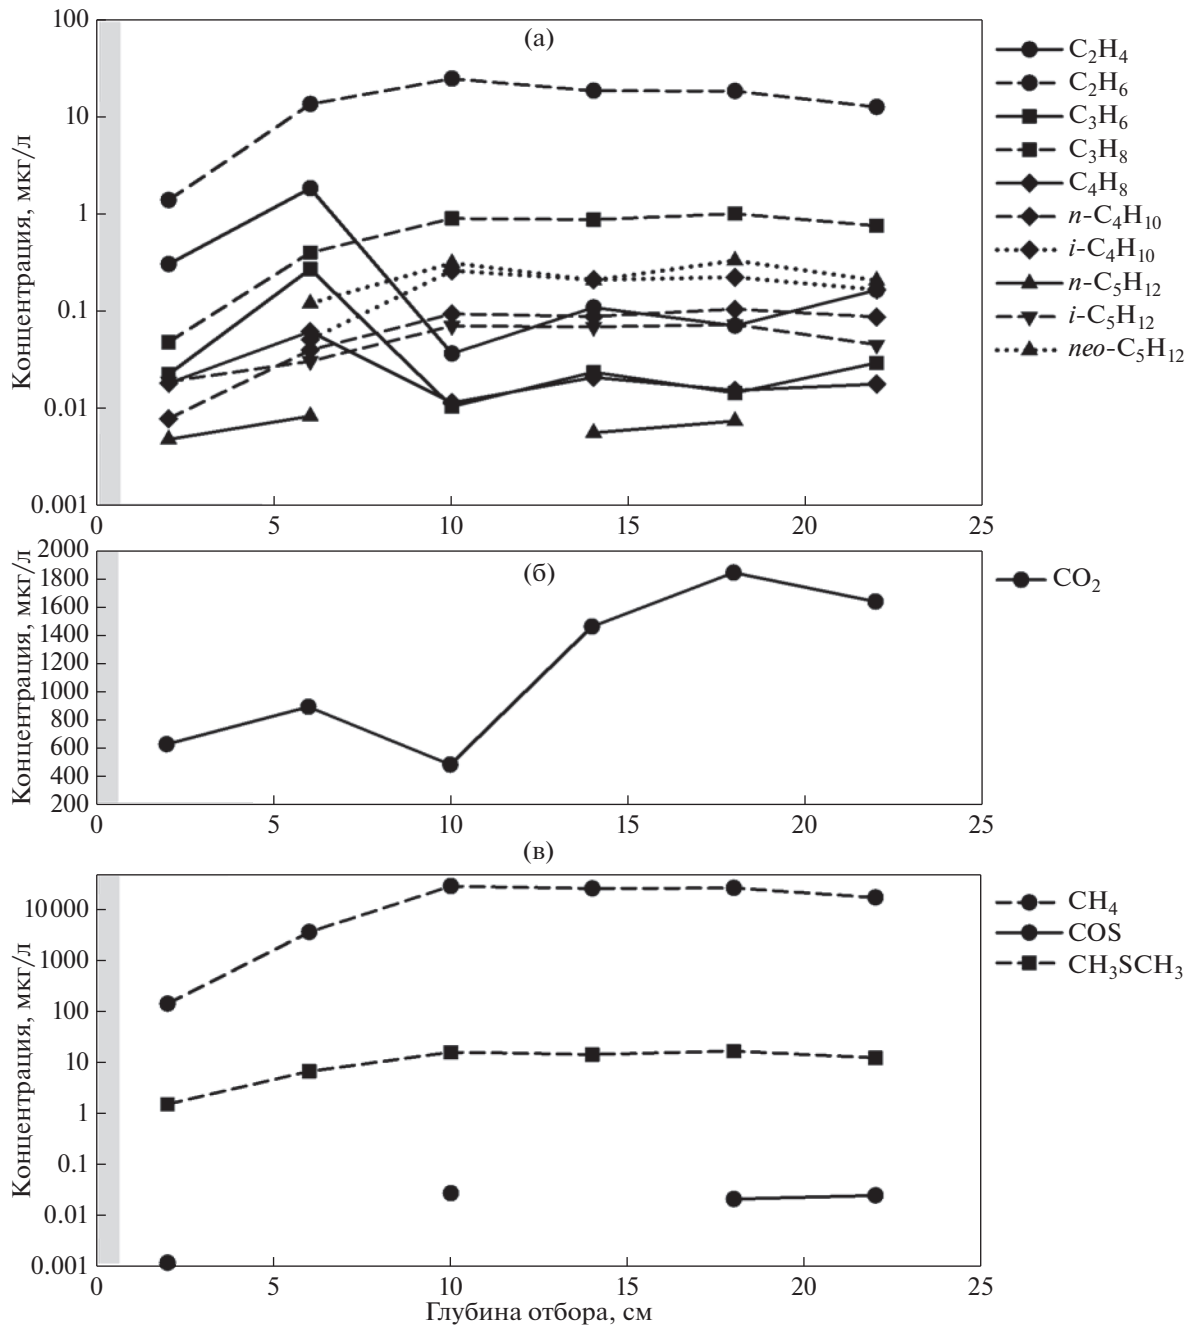 (а)
Концентрация, мкг/л
100
10
1
0.1
0.01
0.001
0
5
10
15
20
25
C₂H₄
C₂H₆
C₃H₆
C₃H₈
C₄H₈
n-C₄H₁₀
i-C₄H₁₀
n-C₅H₁₂
i-C₅H₁₂
neo-C₅H₁₂
(б)
Концентрация, мкг/л
2000
1800
1600
1400
1200
1000
800
600
400
200
0
5
10
15
20
25
CO₂
(в)
Концентрация, мкг/л
10 000
1000
100
10
1
0.1
0.01
0.001
0
5
10
15
20
25
Глубина отбора, см
CH₄
COS
CH₃SCH₃